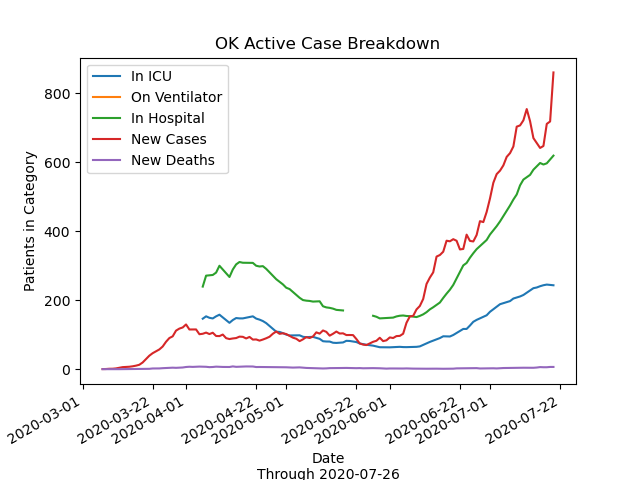 OK Active Case Breakdown
In ICU
On Ventilator
In Hospital
New Cases
New Deaths
Patients in Category
800
600
400
200
0
2020-03-01
2020-03-22
2020-04-01
2020-04-22
2020-05-01
2020-05-22
2020-06-01
2020-06-22
2020-07-01
2020-07-22
Date
Through 2020-07-26